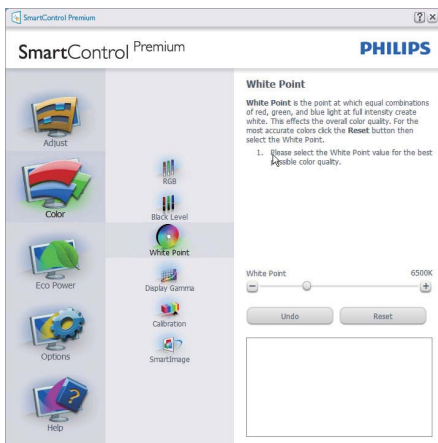 SmartControl Premium
SmartControl Premium
PHILIPS
Adjust
Color
Eco Power
Options
Help
RGB
Black Level
White Point
Display Gamma
Calibration
SmartImage
White Point
White Point is the point at which equal combinations
of red, green, and blue light at full intensity create
white. This effects the overall color quality. For the
most accurate colors click the Reset button then
select the White Point.
1. Please select the White Point value for the best
possible color quality.
White Point 6500K
Undo Reset